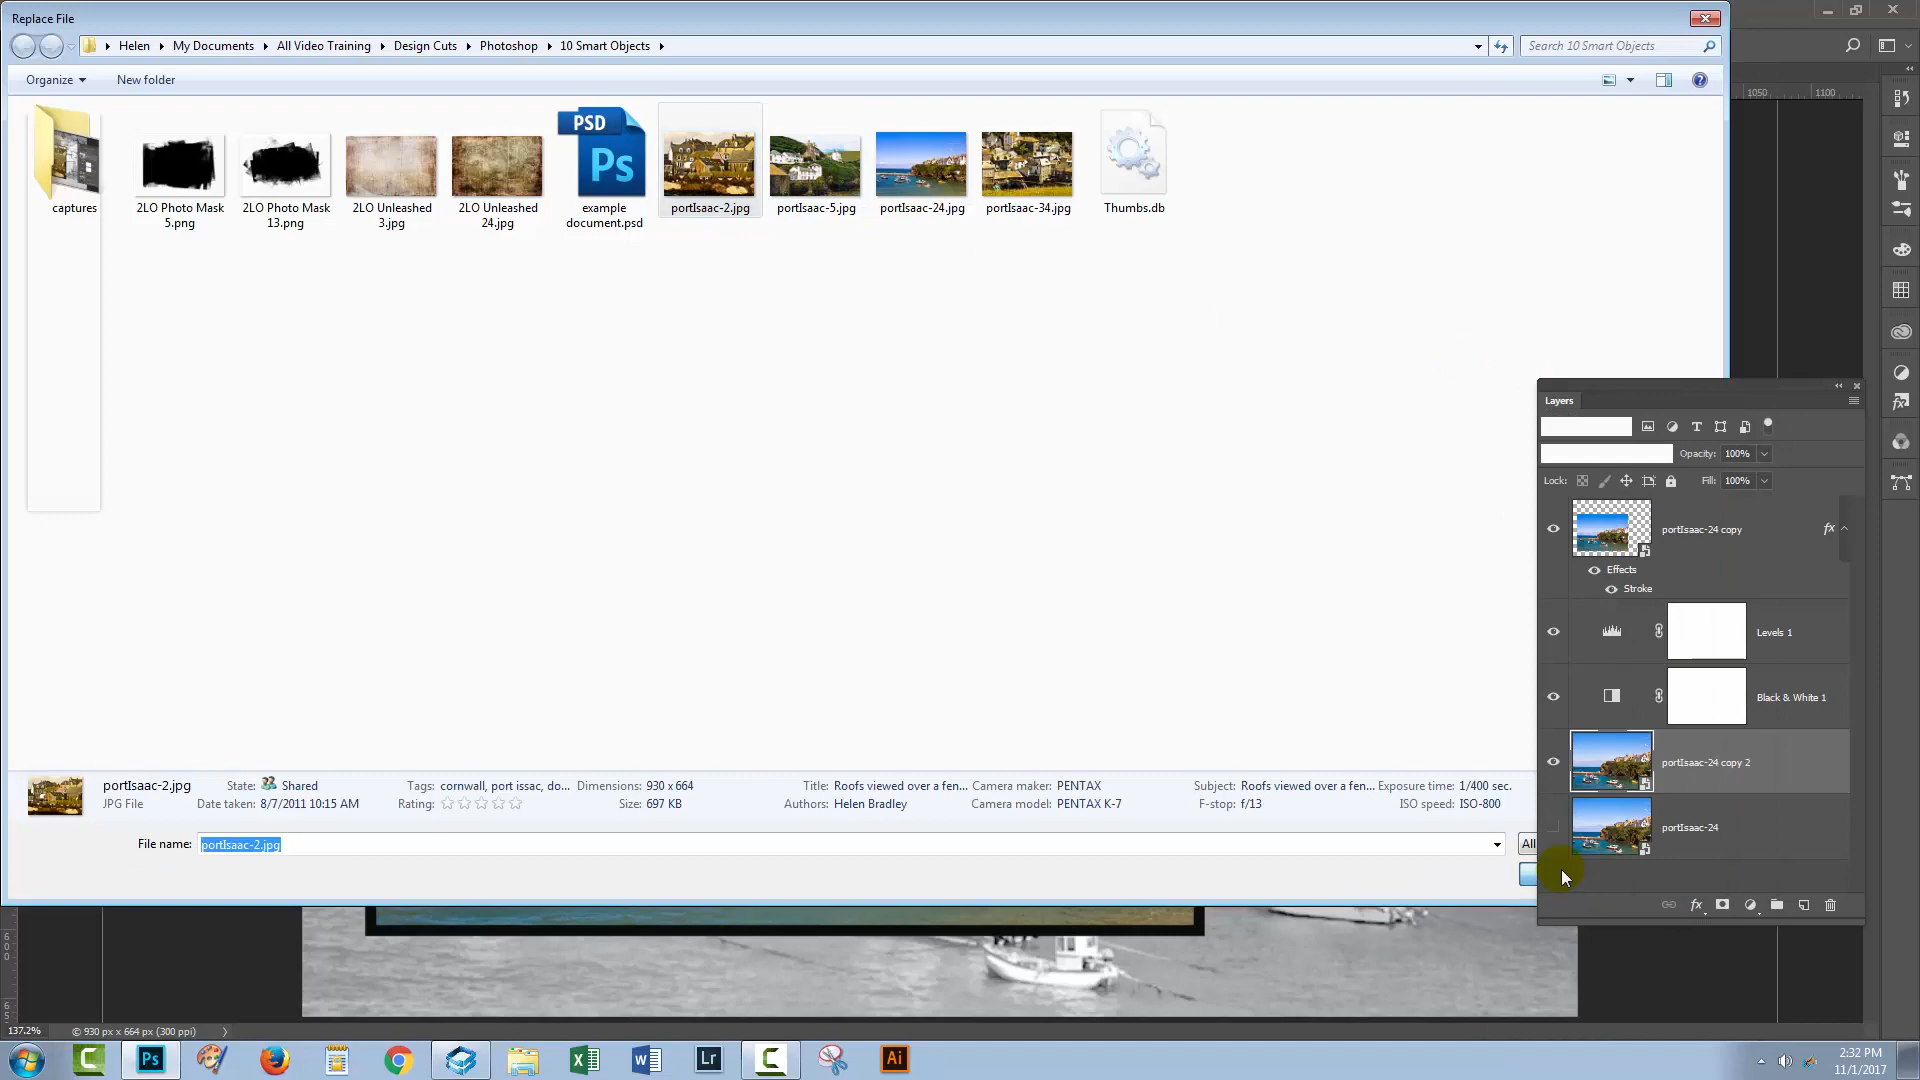 Replace File
Helen My Documents All Video Training Design Cuts Photoshop 10 Smart Objects
Search 10 Smart Objects
Organize New folder
1050 1100
PSD
Ps
captures
2LO Photo Mask 5.png
2LO Photo Mask 13.png
2LO Unleashed 3.jpg
2LO Unleashed 24.jpg
example document.psd
portIsaac-2.jpg
portIsaac-5.jpg
portIsaac-24.jpg
portIsaac-34.jpg
Thumbs.db
Layers
Opacity: 100%
Lock: Fill: 100%
portIsaac-24 copy fx
Effects
Stroke
Levels 1
Black & White 1
portIsaac-24 copy 2
portIsaac-24
portIsaac-2.jpg State: Shared Tags: cornwall, port issac, do... Dimensions: 930 x 664 Title: Roofs viewed over a fen... Camera maker: PENTAX Subject: Roofs viewed over a fen... Exposure time: 1/400 sec.
JPG File Date taken: 8/7/2011 10:15 AM Rating: Size: 697 KB Authors: Helen Bradley Camera model: PENTAX K-7 F-stop: f/13 ISO speed: ISO-800
File name: portIsaac-2.jpg All
fx
6
0
0
6
5
137.2% © 930 px x 664 px (300 ppi)
C Ps X W Lr C Ai
2:32 PM
11/1/2017